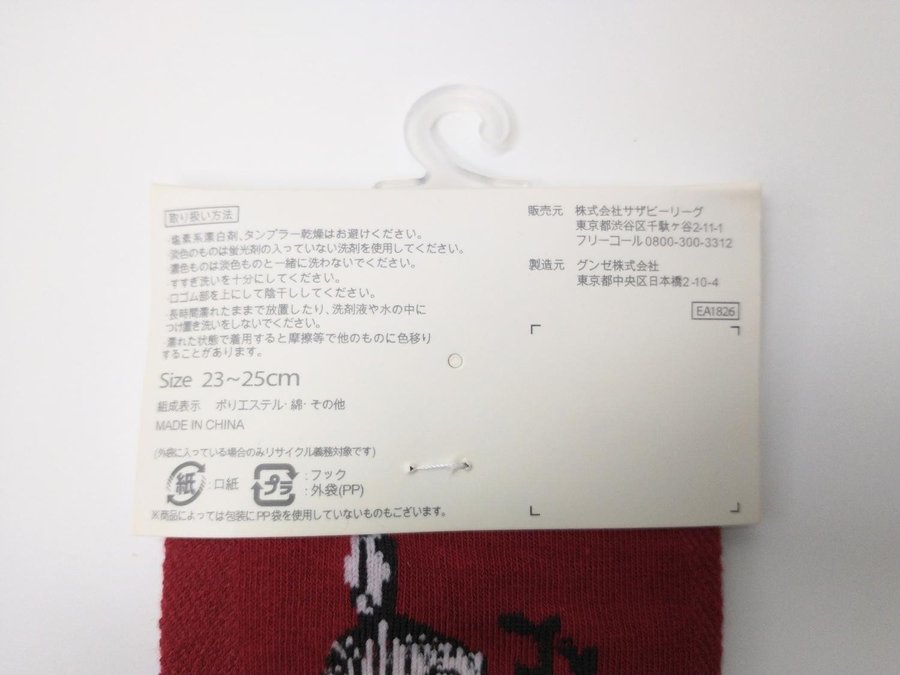 取り扱い方法
・塩素系漂白剤、タンブラー乾燥はお避けください。
・淡色のものは蛍光剤の入っていない洗剤を使用してください。
・濃色ものは淡色ものと一緒に洗わないでください。
・すすぎ洗いを十分にしてください。
・口ゴム部を上にして陰干ししてください。
・長時間濡れたままで放置したり、洗剤液や水の中に
つけ置き洗いをしないでください。
・濡れた状態で着用すると摩擦等で他のものに色移り
することがあります。
Size 23~25cm
組成表示 ポリエステル・綿・その他
MADE IN CHINA
(外袋に入っている場合のみリサイクル義務対象です)
紙 :口紙
プラ :フック
:外袋(PP)
※商品によっては包装にPP袋を使用していないものもございます。
販売元 株式会社サザビーリーグ
東京都渋谷区千駄ヶ谷2-11-1
フリーコール0800-300-3312
製造元 グンゼ株式会社
東京都中央区日本橋2-10-4
EA1826